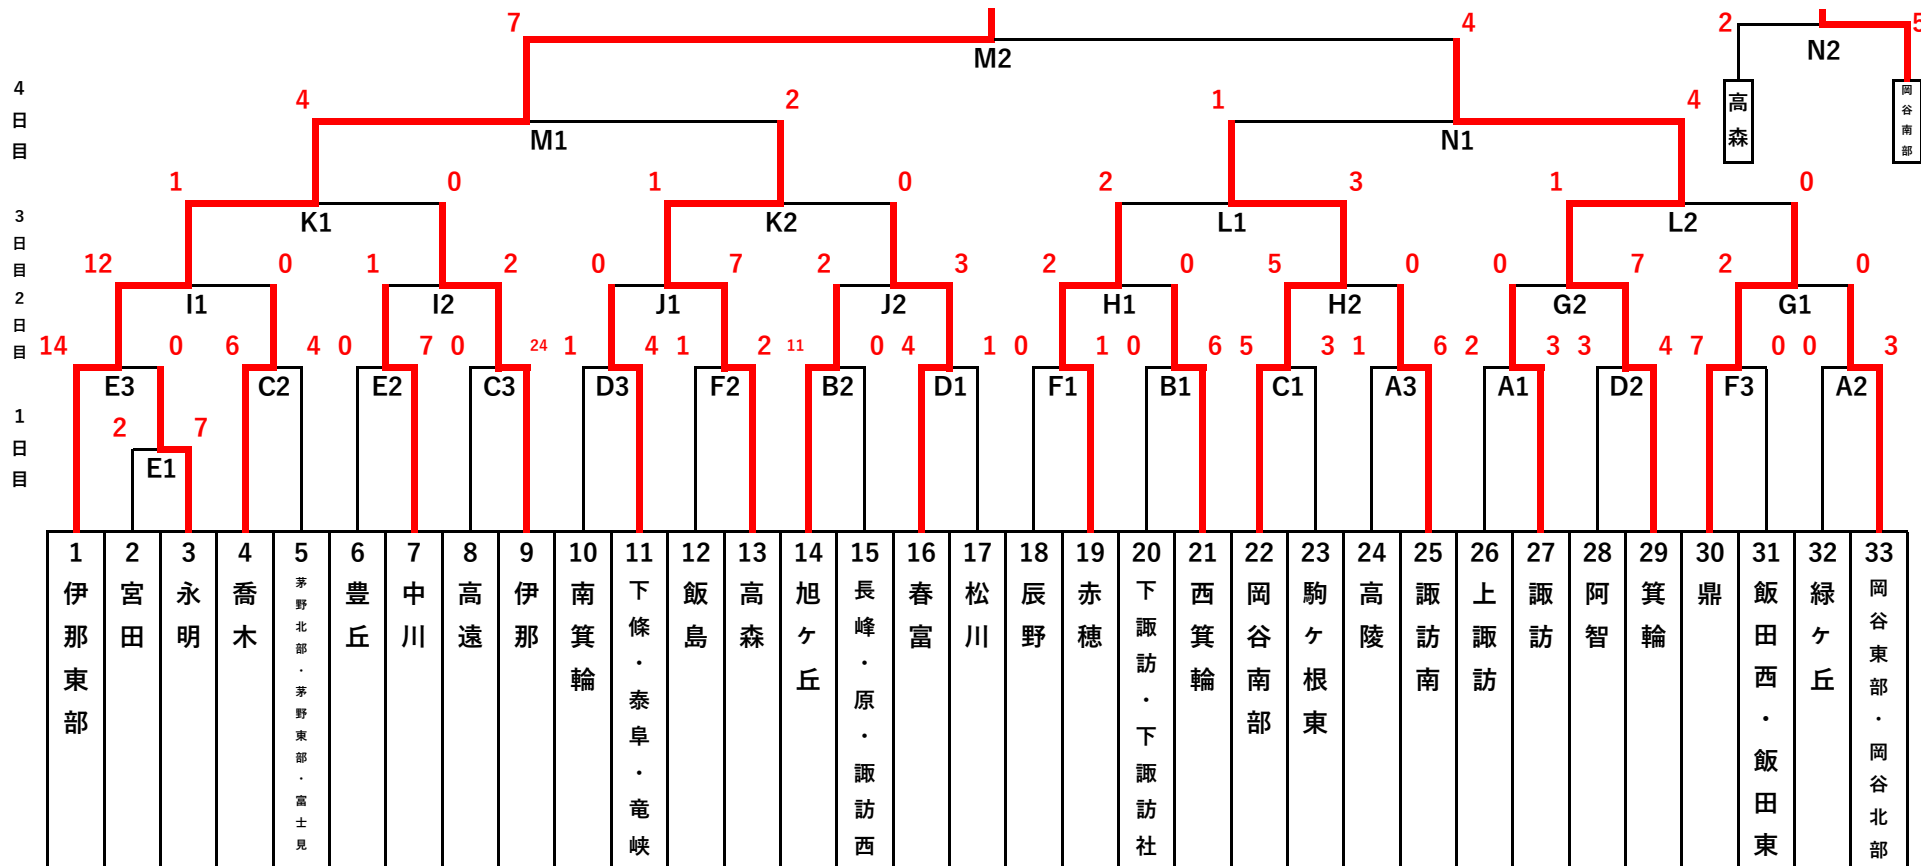 7 4 2 5
M2 N2
4 2 1 4
高森 岡谷南部
4日目
M1 N1
1 0 1 0 2 3 1 0
K1 K2 L1 L2
3日目
12 0 1 2 0 7 2 3 2 0 5 0 0 7 2 0
I1 I2 J1 J2 H1 H2 G2 G1
2日目
14 0 6 4 0 7 0 24 1 4 1 2 11 0 4 1 0 1 0 6 5 3 1 6 2 3 3 4 7 0 0 3
E3 C2 E2 C3 D3 F2 B2 D1 F1 B1 C1 A3 A1 D2 F3 A2
1日目
2 7
E1
1 2 3 4 5 6 7 8 9 10 11 12 13 14 15 16 17 18 19 20 21 22 23 24 25 26 27 28 29 30 31 32 33
伊那東部
宮田
永明
喬木
茅野北部・茅野東部・富士見
豊丘
中川
高遠
伊那
南箕輪
下條・泰阜・竜峡
飯島
高森
旭ヶ丘
長峰・原・諏訪西
春富
松川
辰野
赤穂
下諏訪・下諏訪社
西箕輪
岡谷南部
駒ヶ根東
高陵
諏訪南
上諏訪
諏訪
阿智
箕輪
鼎
飯田西・飯田東
緑ヶ丘
岡谷東部・岡谷北部